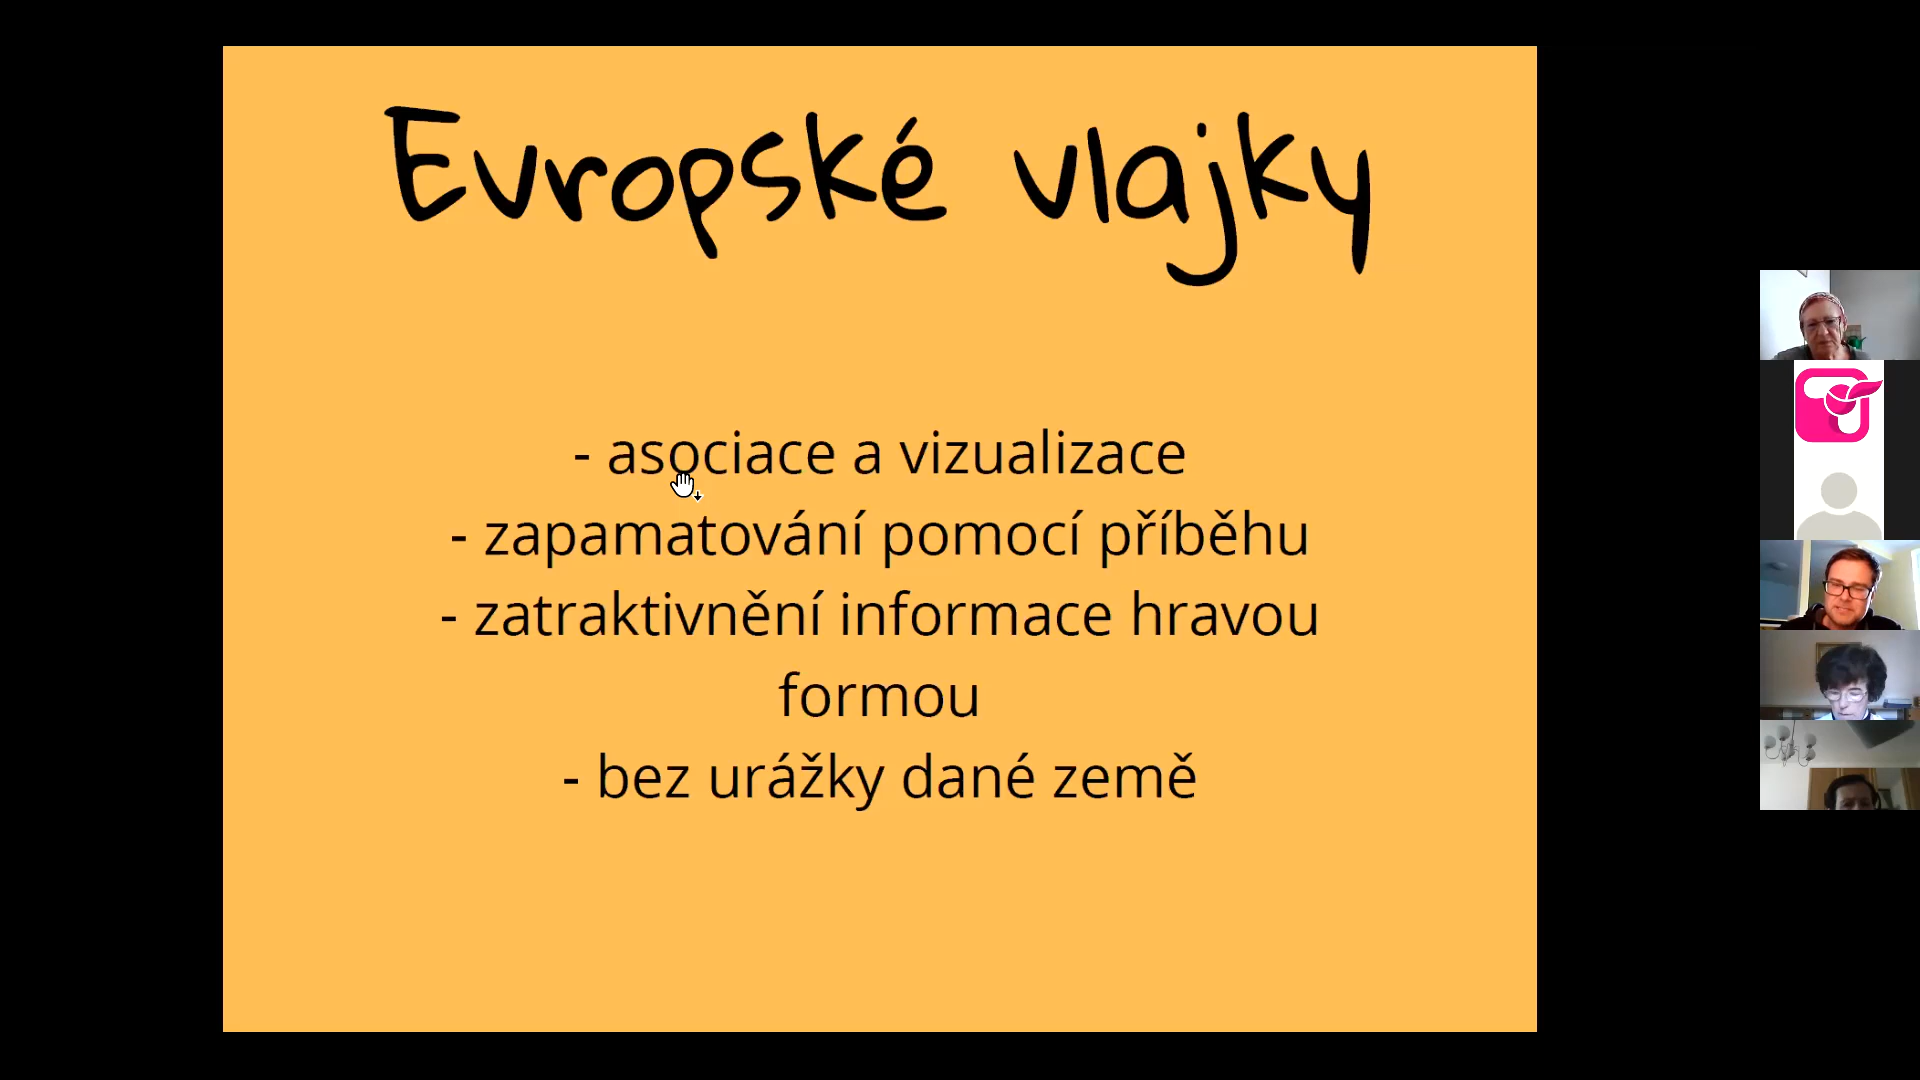 Evropské vlajky
- asociace a vizualizace
- zapamatování pomocí příběhu
- zatraktivnění informace hravou
formou
- bez urážky dané země